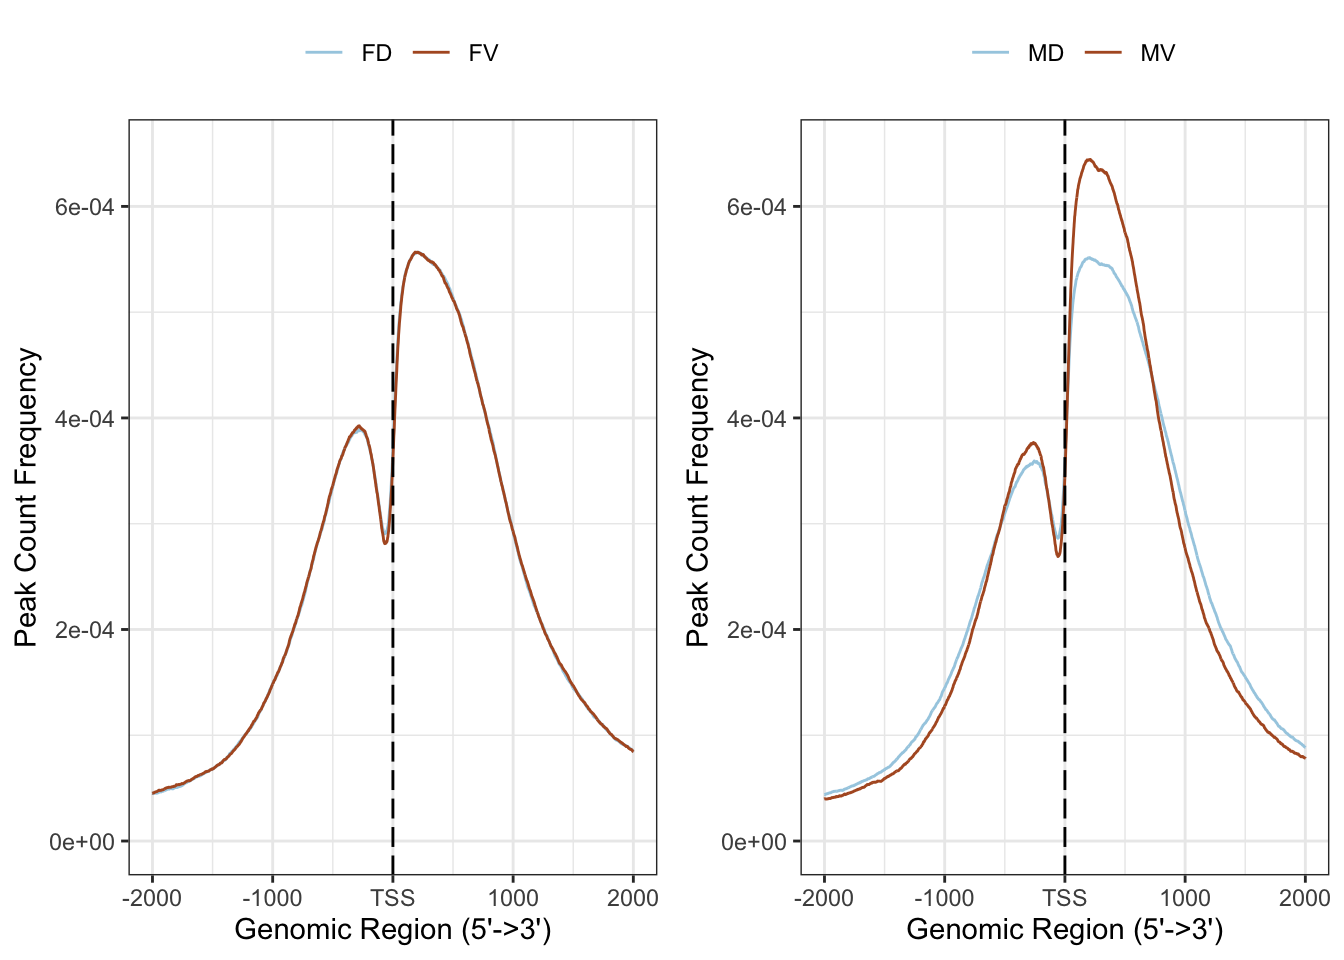 FD FV
6e-04
4e-04
2e-04
0e+00
Peak Count Frequency
-2000 -1000 TSS 1000 2000
Genomic Region (5'->3')
MD MV
6e-04
4e-04
2e-04
0e+00
Peak Count Frequency
-2000 -1000 TSS 1000 2000
Genomic Region (5'->3')